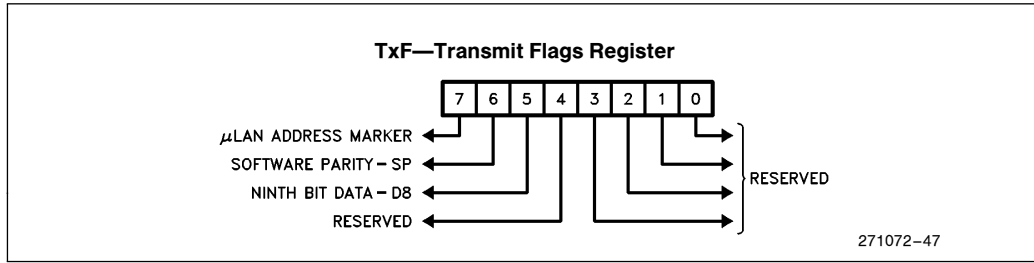 TxF—Transmit Flags Register
7 6 5 4 3 2 1 0
μLAN ADDRESS MARKER
SOFTWARE PARITY – SP
NINTH BIT DATA – D8
RESERVED
RESERVED
271072–47